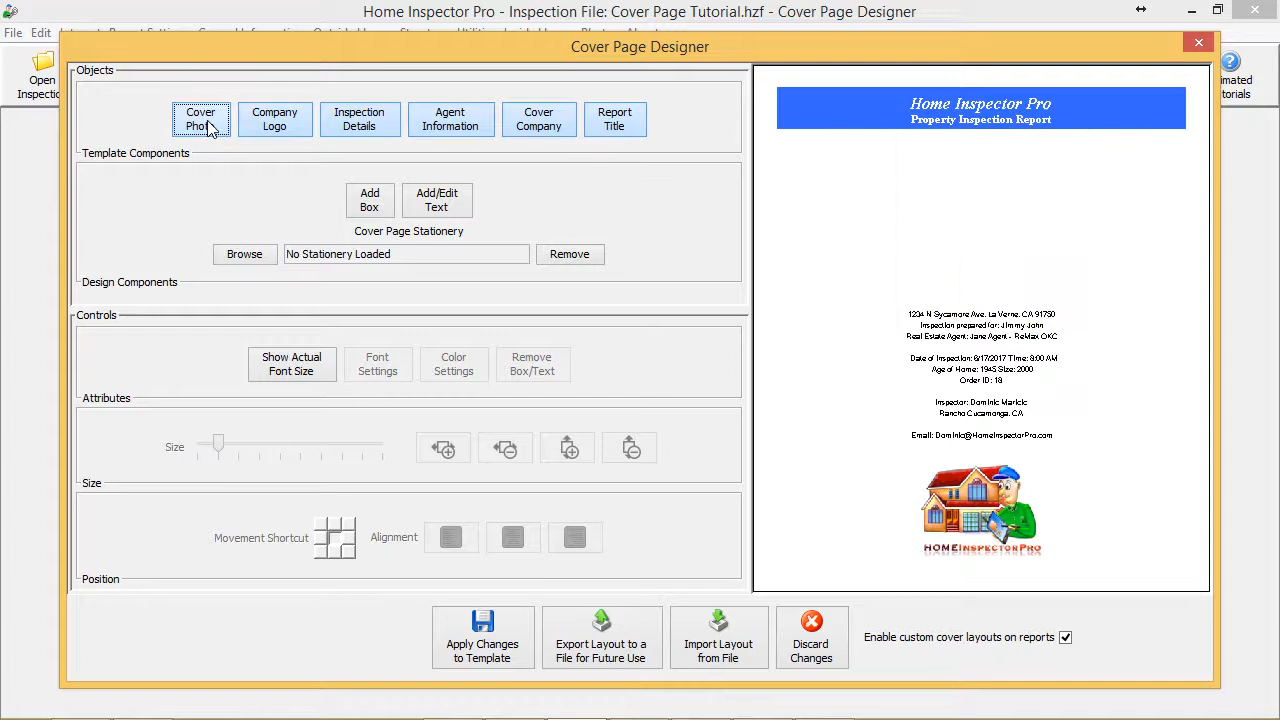 Home Inspector Pro - Inspection File: Cover Page Tutorial.hzf - Cover Page Designer
File Edit
Open
Inspectio
Cover Page Designer
Objects
Cover
Photo
Company
Logo
Inspection
Details
Agent
Information
Cover
Company
Report
Title
Template Components
Add
Box
Add/Edit
Text
Cover Page Stationery
Browse
No Stationery Loaded
Remove
Design Components
Controls
Show Actual
Font Size
Font
Settings
Color
Settings
Remove
Box/Text
Attributes
Size
Size
Movement Shortcut
Alignment
Position
Home Inspector Pro
Property Inspection Report
1234 N Sycamore Ave. La Verne, CA 91750
Inspection prepared for: Jimmy John
Real Estate Agent: Jane Agent - ReMax OKC
Date of Inspection: 6/17/2017 Time: 8:00 AM
Age of Home: 1945 Size: 2000
Order ID: 18
Inspector: Dominic Maricic
Rancho Cucamonga, CA
Email: Dominic@HomeInspectorPro.com
HOMEINSPECTORPRO
Apply Changes
to Template
Export Layout to a
File for Future Use
Import Layout
from File
Discard
Changes
Enable custom cover layouts on reports
imated
torials